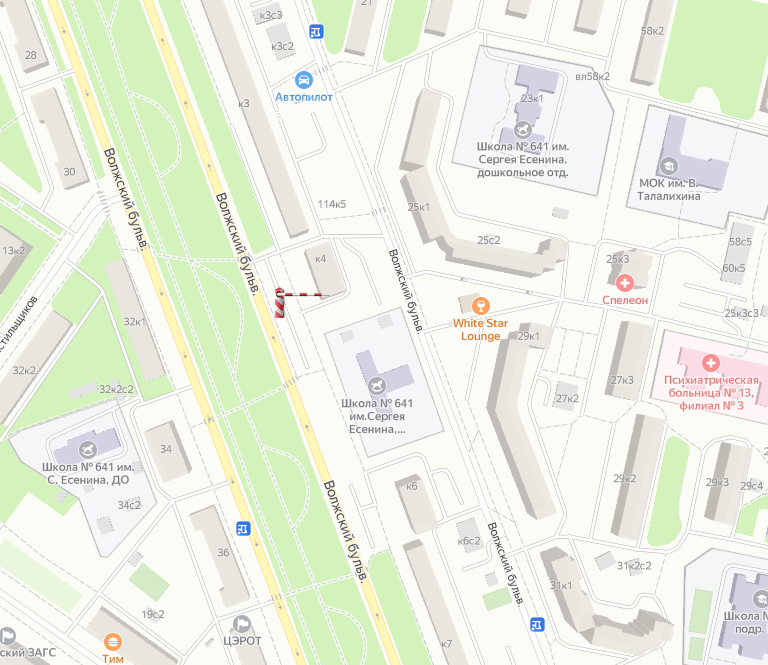 к3с3
21
28
к3с2
58к2
Автопилот
вл58к2
к3
23к1
Школа № 641 им.
Сергея Есенина,
дошкольное отд.
30
МОК им. В.
Талалихина
Волжский бульв.
Волжский бульв.
114к5
25к1
13к2
25с2
58с5
к4
25к3
60к5
Волжский бульв.
Спелеон
32к1
White Star
Lounge
25к3с3
29к1
32к2
27к3
Психиатрическая
больница № 13,
филиал № 3
32к2с2
27к2
Школа № 641
им.Сергея
Есенина,...
34
Школа № 641 им.
С. Есенина, ДО
29к2
29к3
29с4
34с2
к6
Волжский бульв.
к6с2
Волжский бульв.
36
31к1
31к2с2
19с2
Школа №
подр.
ЦЭРОТ
ский ЗАГС
Тим
к7